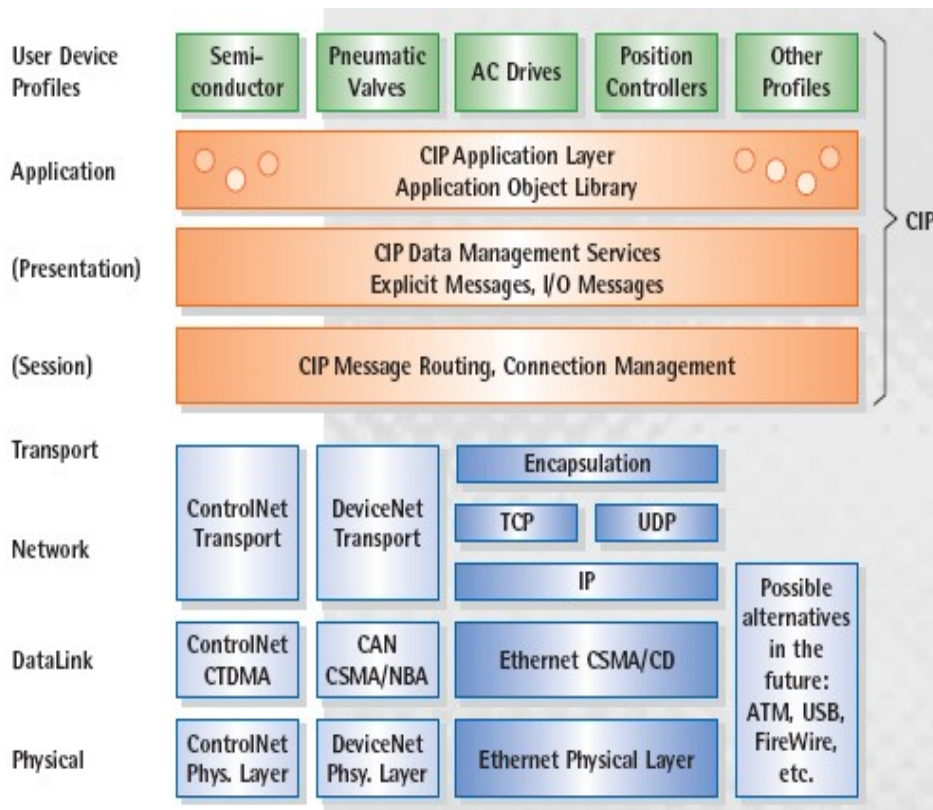 User Device
Profiles
Semi-
conductor
Pneumatic
Valves
AC Drives
Position
Controllers
Other
Profiles
Application
CIP Application Layer
Application Object Library
CIP
(Presentation)
CIP Data Management Services
Explicit Messages, I/O Messages
(Session)
CIP Message Routing, Connection Management
Transport
Network
ControlNet
Transport
DeviceNet
Transport
Encapsulation
TCP
UDP
IP
Possible
alternatives
in the
future:
ATM, USB,
FireWire,
etc.
DataLink
ControlNet
CTDMA
CAN
CSMA/NBA
Ethernet CSMA/CD
Physical
ControlNet
Phys. Layer
DeviceNet
Phsy. Layer
Ethernet Physical Layer